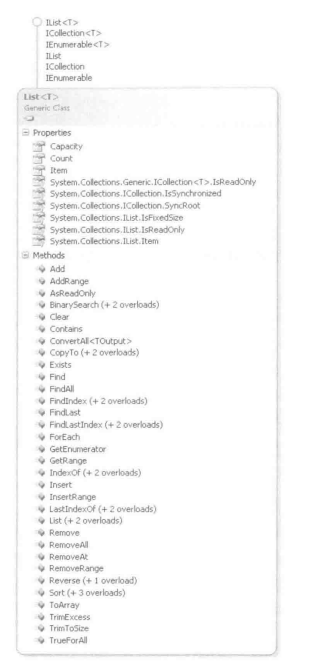 IList<T>
ICollection<T>
IEnumerable<T>
IList
ICollection
IEnumerable
List<T>
Generic Class
Properties
Capacity
Count
Item
System.Collections.Generic.ICollection<T>.IsReadOnly
System.Collections.ICollection.IsSynchronized
System.Collections.ICollection.SyncRoot
System.Collections.IList.IsFixedSize
System.Collections.IList.IsReadOnly
System.Collections.IList.Item
Methods
Add
AddRange
AsReadOnly
BinarySearch (+ 2 overloads)
Clear
Contains
ConvertAll<TOutput>
CopyTo (+ 2 overloads)
Exists
Find
FindAll
FindIndex (+ 2 overloads)
FindLast
FindLastIndex (+ 2 overloads)
ForEach
GetEnumerator
GetRange
IndexOf (+ 2 overloads)
Insert
InsertRange
LastIndexOf (+ 2 overloads)
List (+ 2 overloads)
Remove
RemoveAll
RemoveAt
RemoveRange
Reverse (+ 1 overload)
Sort (+ 3 overloads)
ToArray
TrimExcess
TrimToSize
TrueForAll